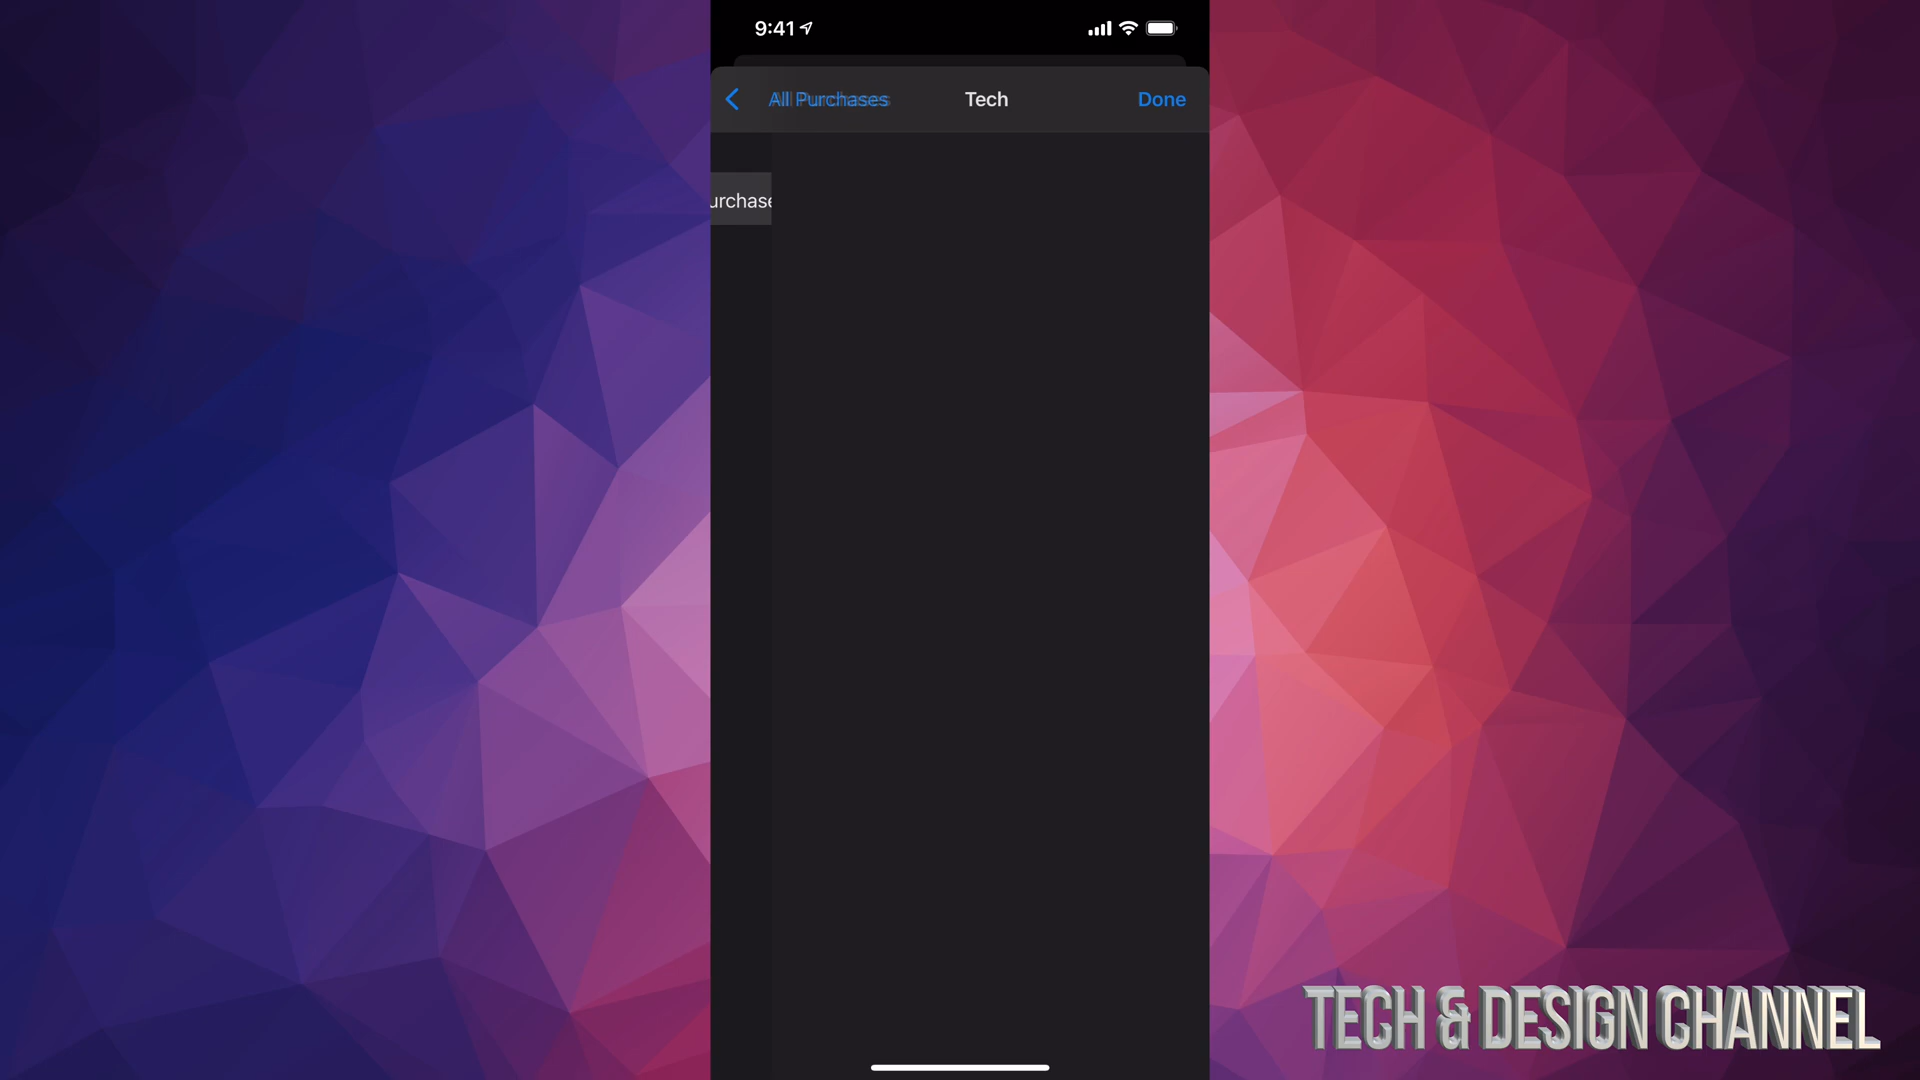 9:41
All Purchases
Tech
Done
urchase
TECH & DESIGN CHANNEL